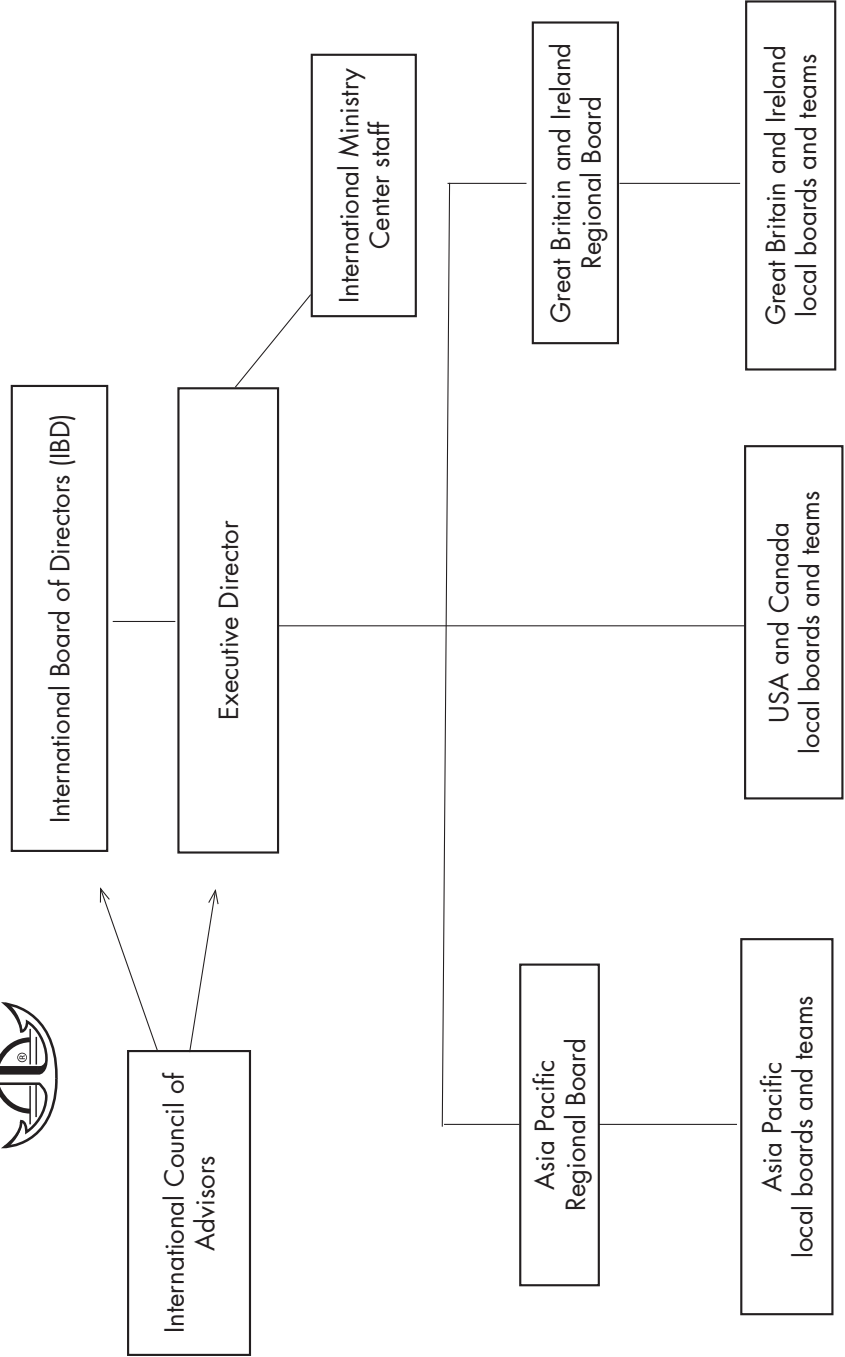 ®
International Board of Directors (IBD)
International Council of
Advisors
Executive Director
International Ministry
Center staff
Asia Pacific
Regional Board
Great Britain and Ireland
Regional Board
Asia Pacific
local boards and teams
USA and Canada
local boards and teams
Great Britain and Ireland
local boards and teams